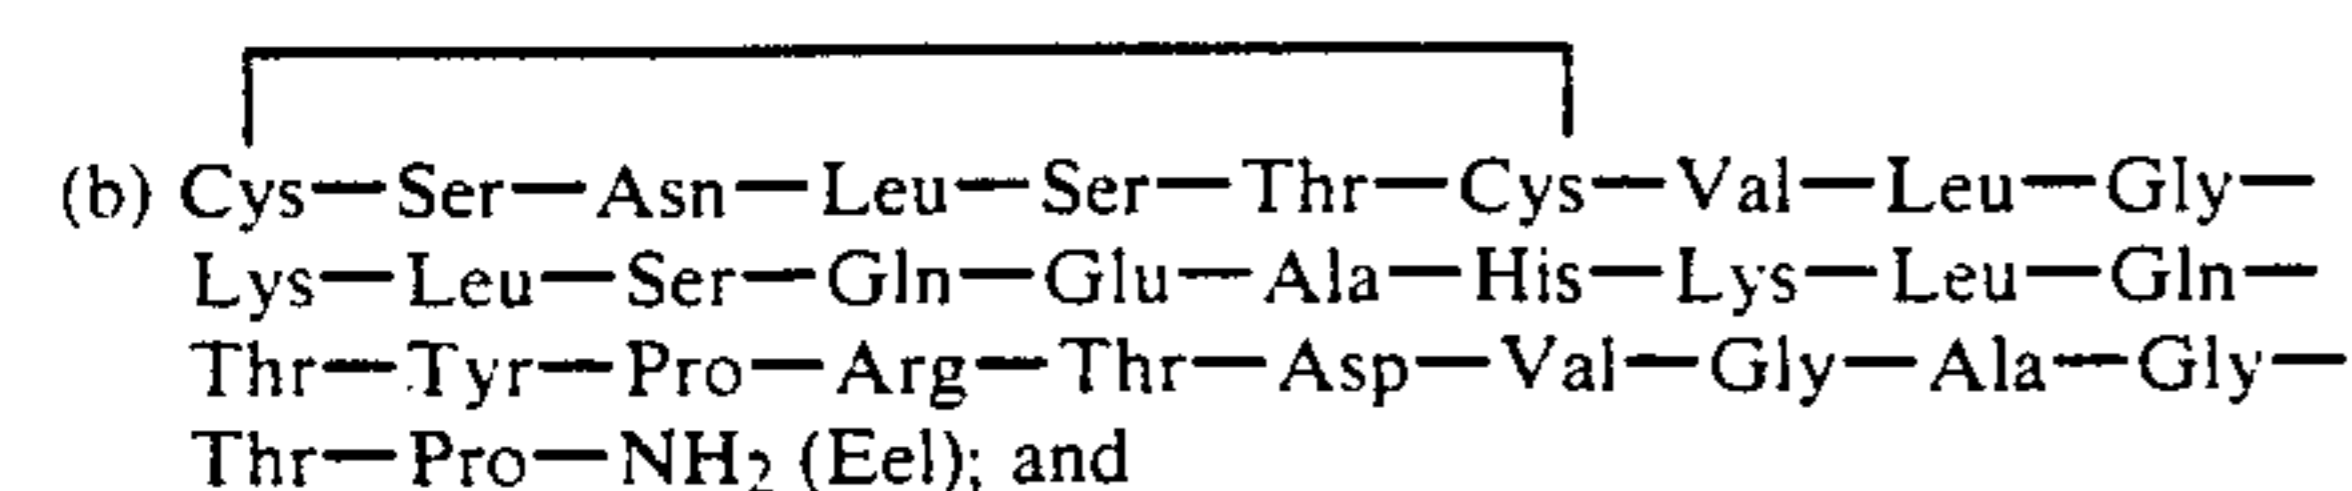 (b) Cys—Ser—Asn—Leu—Ser—Thr—Cys—Val—Leu—Gly—
Lys—Leu—Ser—Gln—Glu—Ala—His—Lys—Leu—Gln—
Thr—Tyr—Pro—Arg—Thr—Asp—Val—Gly—Ala—Gly—
Thr—Pro—NH₂ (Eel); and